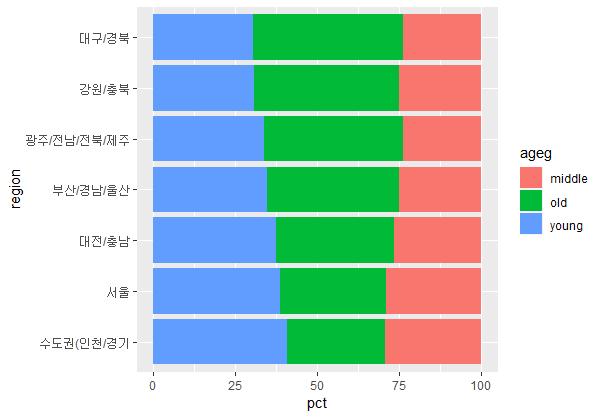 대구/경북
강원/충북
광주/전남/전북/제주
부산/경남/울산
대전/충남
서울
수도권(인천/경기
region
0
25
50
75
100
pct
ageg
middle
old
young